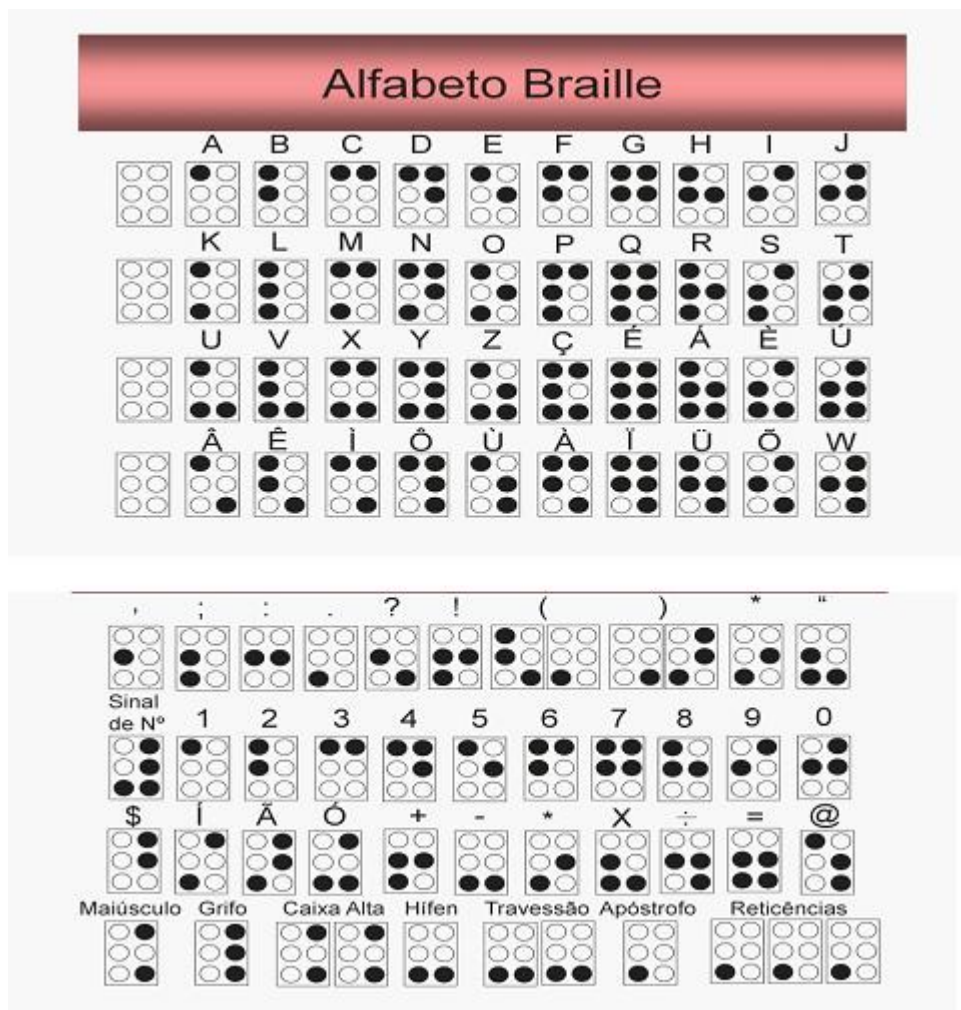 Alfabeto Braille
A B C D E F G H I J
K L M N O P Q R S T
U V X Y Z Ç É Á È Ú
Â Ê Ì Ô Ù À Ï Ü Õ W
, ; : . ? ! ( ) * “
Sinal
de Nº 1 2 3 4 5 6 7 8 9 0
$ Í Ã Ó + - * X ÷ = @
Maiúsculo Grifo Caixa Alta Hífen Travessão Apóstrofo Reticências